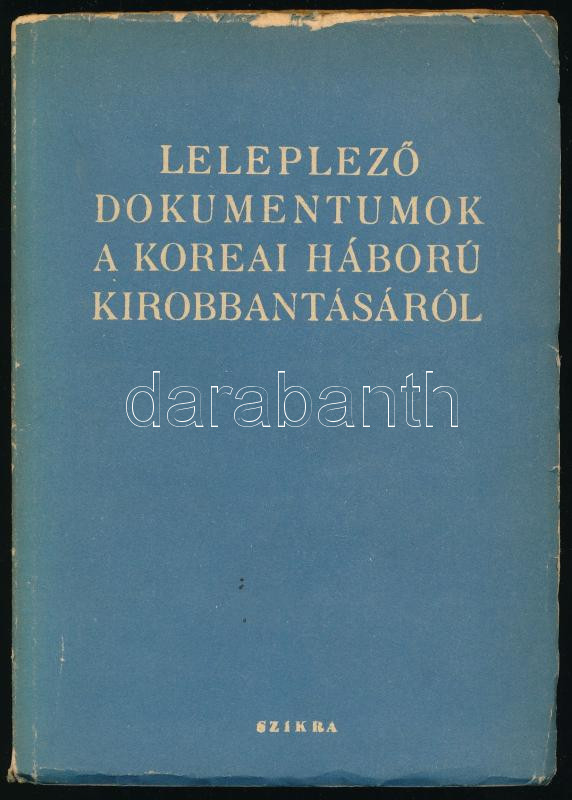 LELEPLEZŐ
DOKUMENTUMOK
A KOREAI HÁBORÚ
KIROBBANTÁSÁRÓL
darabanth
SZIKRA